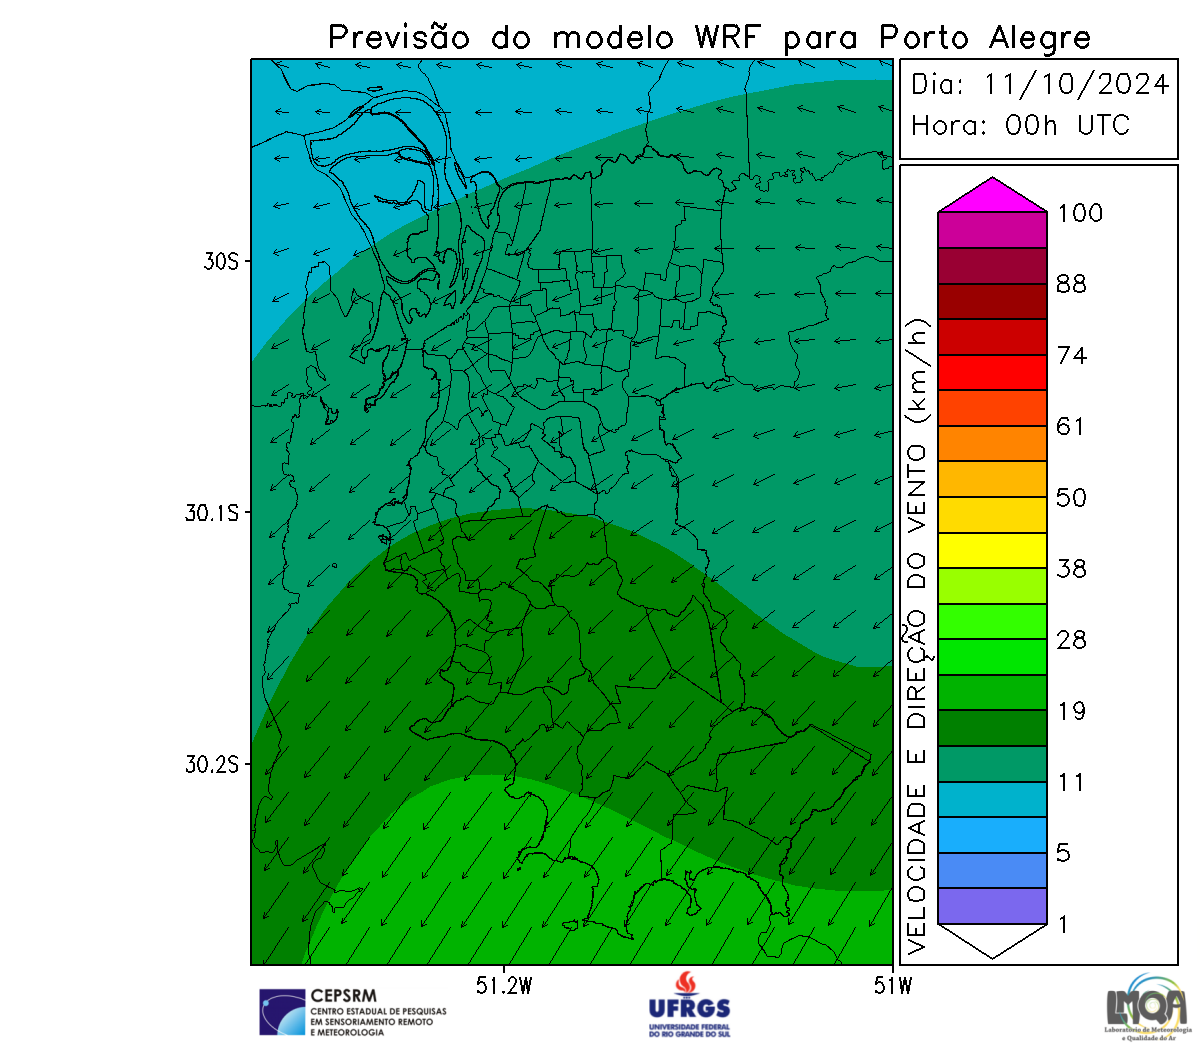 Previsão do modelo WRF para Porto Alegre
Dia: 11/10/2024
Hora: 00h UTC
30S
30.1S
30.2S
51.2W
51W
VELOCIDADE E DIREÇÃO DO VENTO (km/h)
100
88
74
61
50
38
28
19
11
5
1
CEPSRM
CENTRO ESTADUAL DE PESQUISAS
EM SENSORIAMENTO REMOTO
E METEOROLOGIA
UFRGS
UNIVERSIDADE FEDERAL
DO RIO GRANDE DO SUL
LMQA
Laboratório de Meteorologia
e Qualidade do Ar